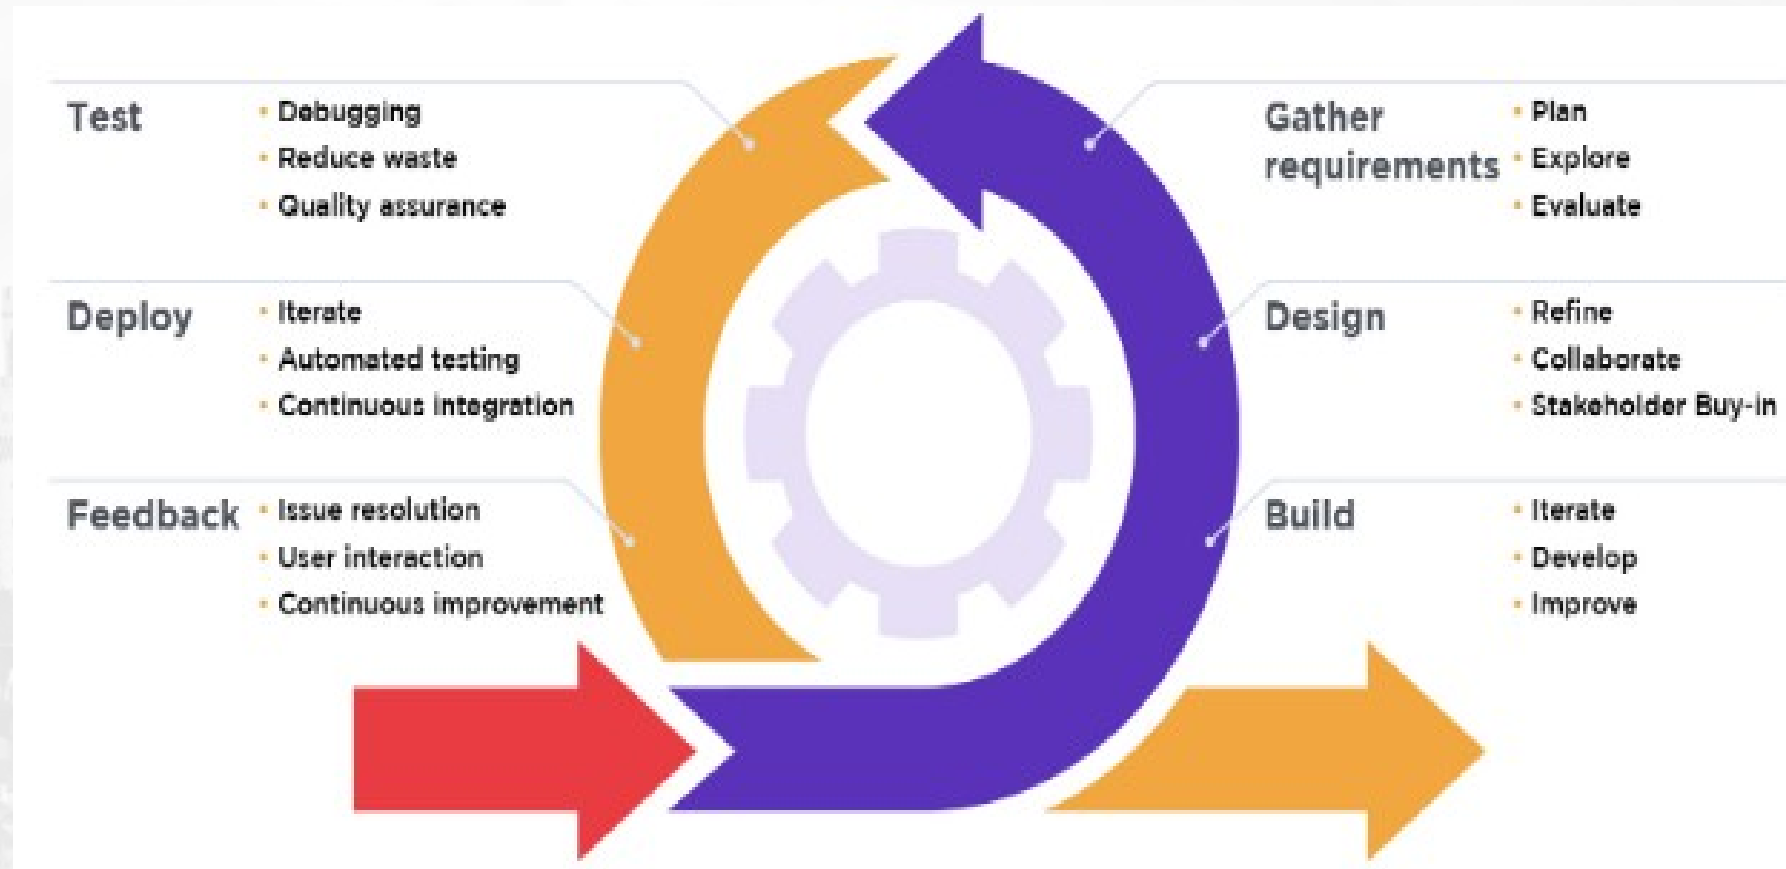 Test
• Debugging
• Reduce waste
• Quality assurance
Deploy
• Iterate
• Automated testing
• Continuous integration
Feedback
• Issue resolution
• User interaction
• Continuous improvement
Gather
requirements
• Plan
• Explore
• Evaluate
Design
• Refine
• Collaborate
• Stakeholder Buy-in
Build
• Iterate
• Develop
• Improve